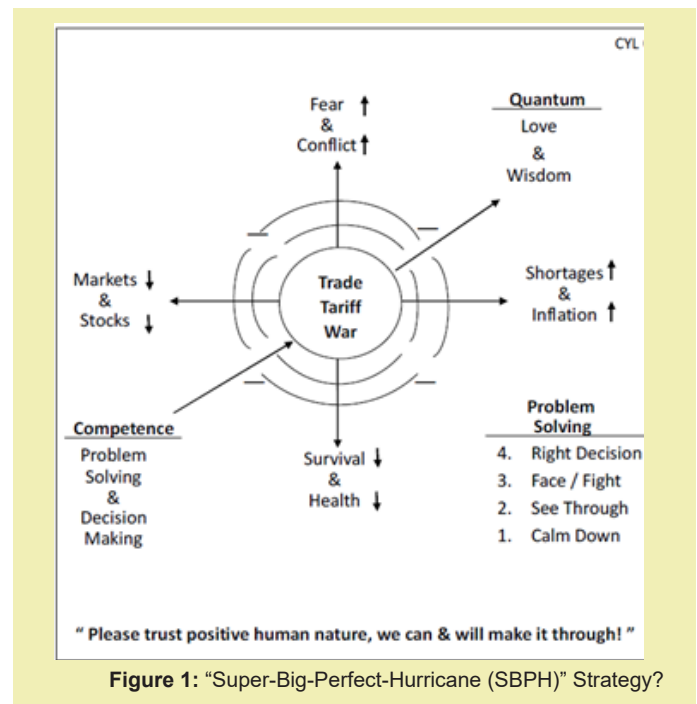 CYL
Fear ↑
&
Conflict ↑
Quantum
Love
&
Wisdom
Markets ↓
&
Stocks ↓
Trade
Tariff
War
Shortages ↑
&
Inflation ↑
Competence
Problem
Solving
&
Decision
Making
Survival ↓
&
Health ↓
Problem
Solving
4. Right Decision
3. Face / Fight
2. See Through
1. Calm Down
“ Please trust positive human nature, we can & will make it through! ”
Figure 1: “Super-Big-Perfect-Hurricane (SBPH)” Strategy?